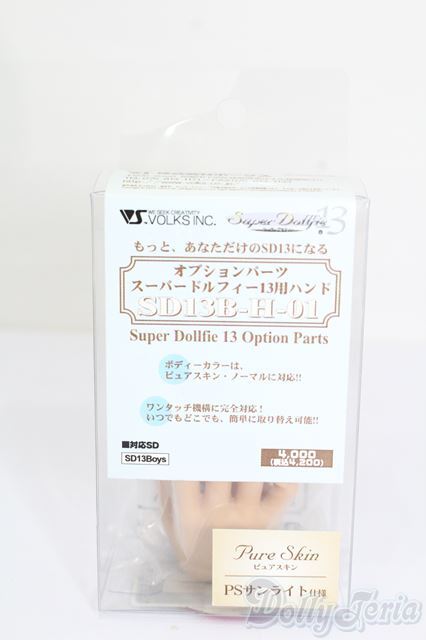 WE SEEK CREATIVITY
VS.VOLKS INC.
Super Dollfie 13
もっと、あなただけのSD13になる
オプションパーツ
スーパードルフィー13用ハンド
SD13B-H-01
Super Dollfie 13 Option Parts
ボディーカラーは、
ピュアスキン・ノーマルに対応!!
ワンタッチ機構に完全対応!
いつでもどこでも、簡単に取り替え可能!!
■対応SD
SD13Boys
4,000
(税込4,200)
Pure Skin
ピュアスキン
PSサンライト仕様
DollyTeria